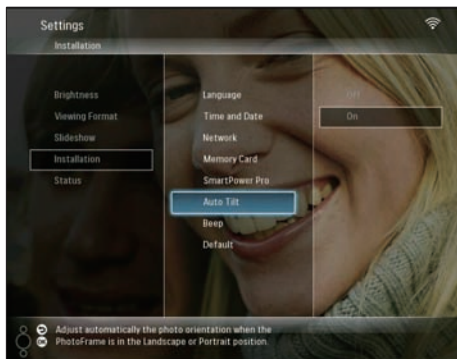 Settings
Installation
Brightness
Viewing Format
Slideshow
Installation
Status
Language
Time and Date
Network
Memory Card
SmartPower Pro
Auto Tilt
Beep
Default
Off
On
Adjust automatically the photo orientation when the
OK PhotoFrame is in the Landscape or Portrait position.